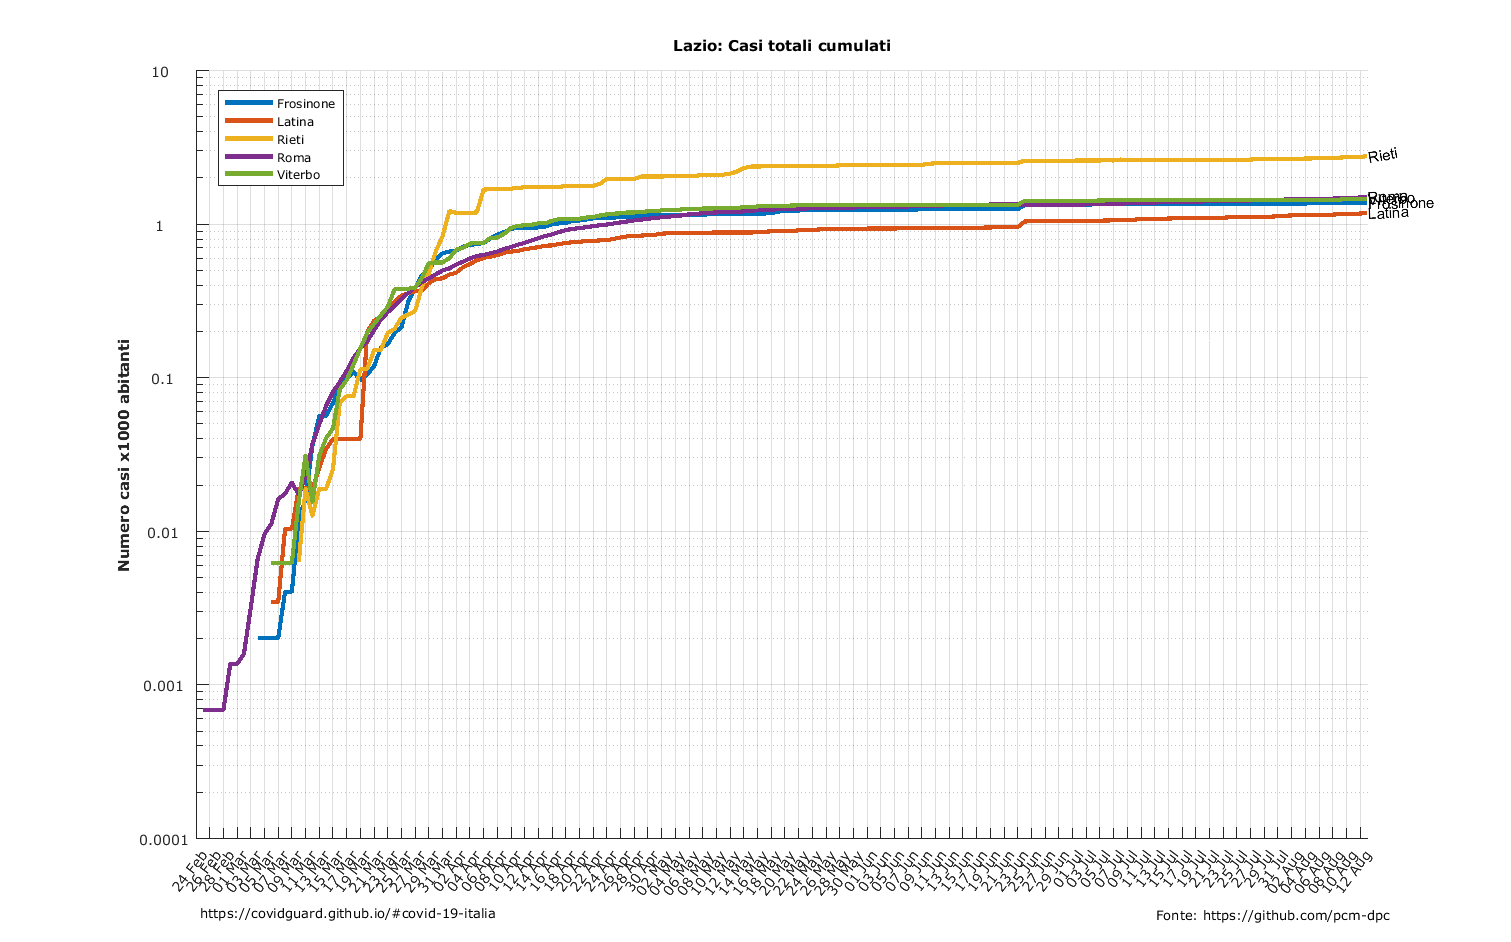 Lazio: Casi totali cumulati
10
1
0.1
0.01
0.001
0.0001
Numero casi x1000 abitanti
Frosinone
Latina
Rieti
Roma
Viterbo
Rieti
Roma
Viterbo
Frosinone
Latina
24 Feb
26 Feb
28 Feb
01 Mar
03 Mar
05 Mar
07 Mar
09 Mar
11 Mar
13 Mar
15 Mar
17 Mar
19 Mar
21 Mar
23 Mar
25 Mar
27 Mar
29 Mar
31 Mar
02 Apr
04 Apr
06 Apr
08 Apr
10 Apr
12 Apr
14 Apr
16 Apr
18 Apr
20 Apr
22 Apr
24 Apr
26 Apr
28 Apr
30 Apr
02 May
04 May
06 May
08 May
10 May
12 May
14 May
16 May
18 May
20 May
22 May
24 May
26 May
28 May
30 May
01 Jun
03 Jun
05 Jun
07 Jun
09 Jun
11 Jun
13 Jun
15 Jun
17 Jun
19 Jun
21 Jun
23 Jun
25 Jun
27 Jun
29 Jun
01 Jul
03 Jul
05 Jul
07 Jul
09 Jul
11 Jul
13 Jul
15 Jul
17 Jul
19 Jul
21 Jul
23 Jul
25 Jul
27 Jul
29 Jul
31 Jul
02 Aug
04 Aug
06 Aug
08 Aug
10 Aug
12 Aug
https://covidguard.github.io/#covid-19-italia
Fonte: https://github.com/pcm-dpc